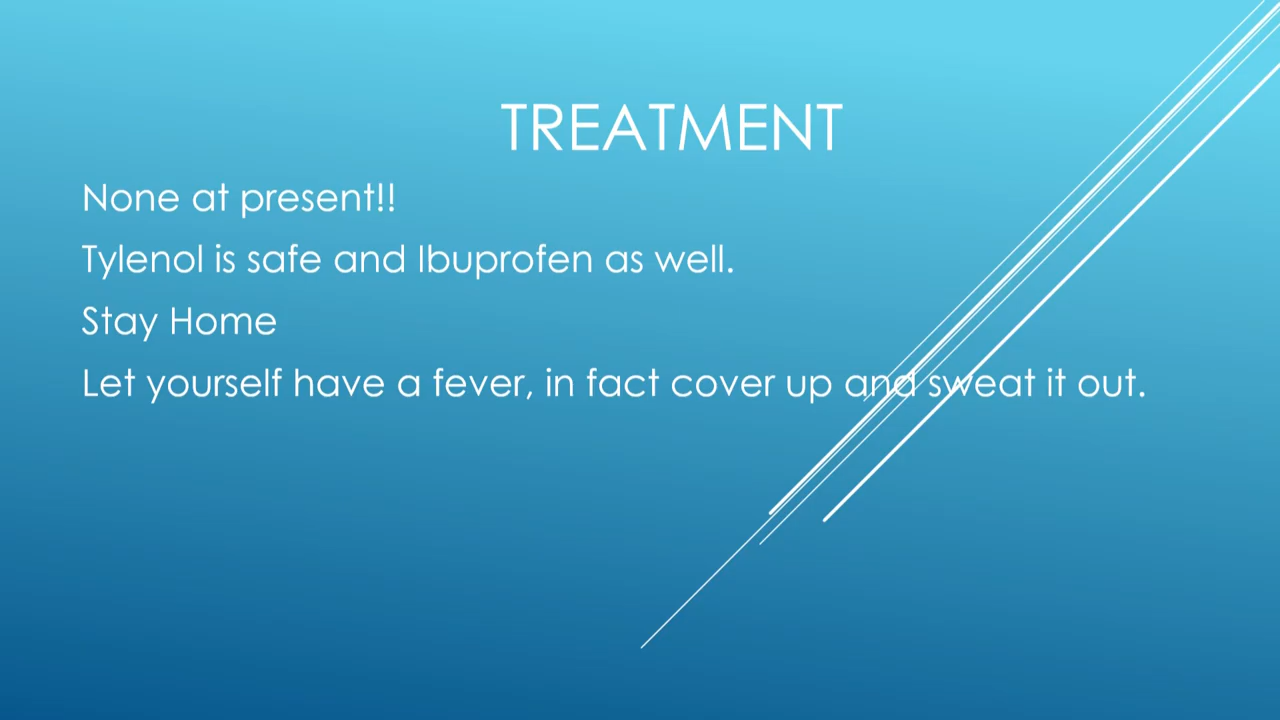 TREATMENT
None at present!!
Tylenol is safe and Ibuprofen as well.
Stay Home
Let yourself have a fever, in fact cover up and sweat it out.